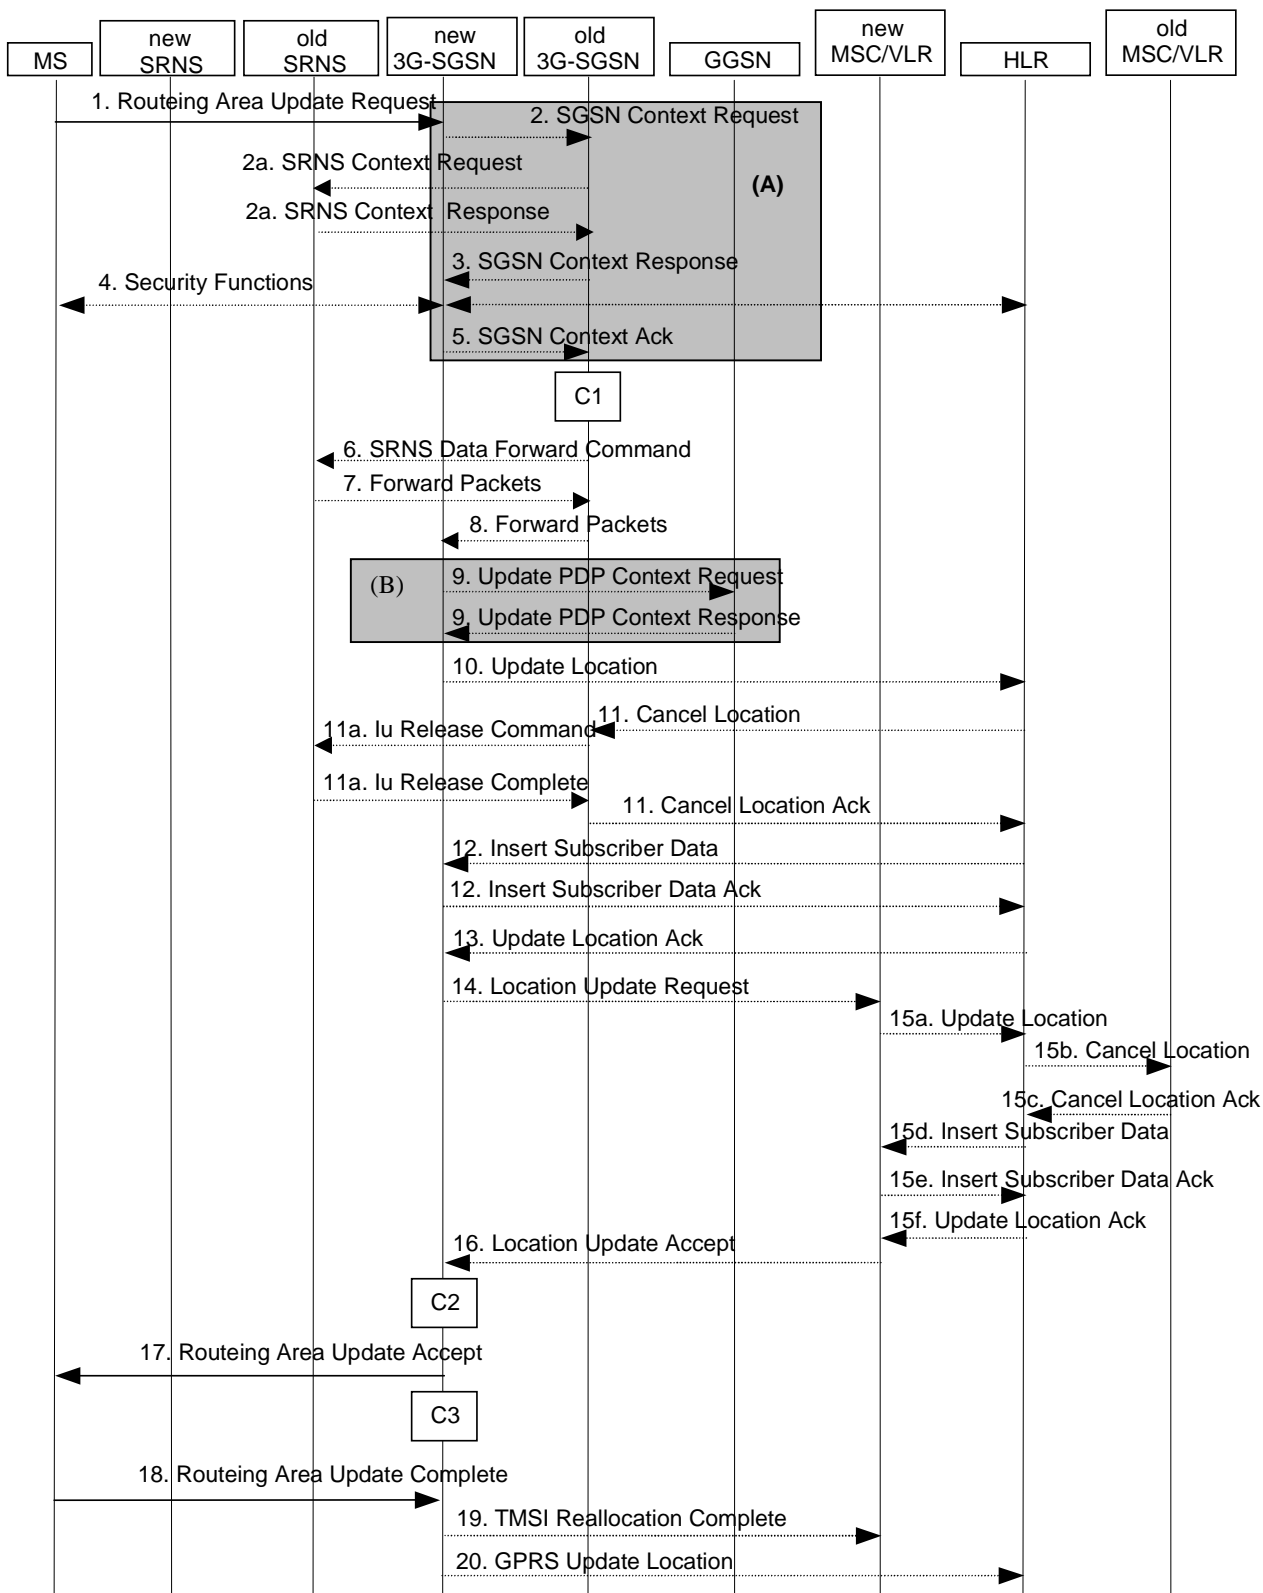 MS
new
SRNS
old
SRNS
new
3G-SGSN
old
3G-SGSN
GGSN
new
MSC/VLR
HLR
old
MSC/VLR
1. Routeing Area Update Request
2. SGSN Context Request
2a. SRNS Context Request
(A)
2a. SRNS Context Response
3. SGSN Context Response
4. Security Functions
5. SGSN Context Ack
C1
6. SRNS Data Forward Command
7. Forward Packets
8. Forward Packets
(B)
9. Update PDP Context Request
9. Update PDP Context Response
10. Update Location
11. Cancel Location
11a. Iu Release Command
11a. Iu Release Complete
11. Cancel Location Ack
12. Insert Subscriber Data
12. Insert Subscriber Data Ack
13. Update Location Ack
14. Location Update Request
15a. Update Location
15b. Cancel Location
15c. Cancel Location Ack
15d. Insert Subscriber Data
15e. Insert Subscriber Data Ack
15f. Update Location Ack
16. Location Update Accept
C2
17. Routeing Area Update Accept
C3
18. Routeing Area Update Complete
19. TMSI Reallocation Complete
20. GPRS Update Location